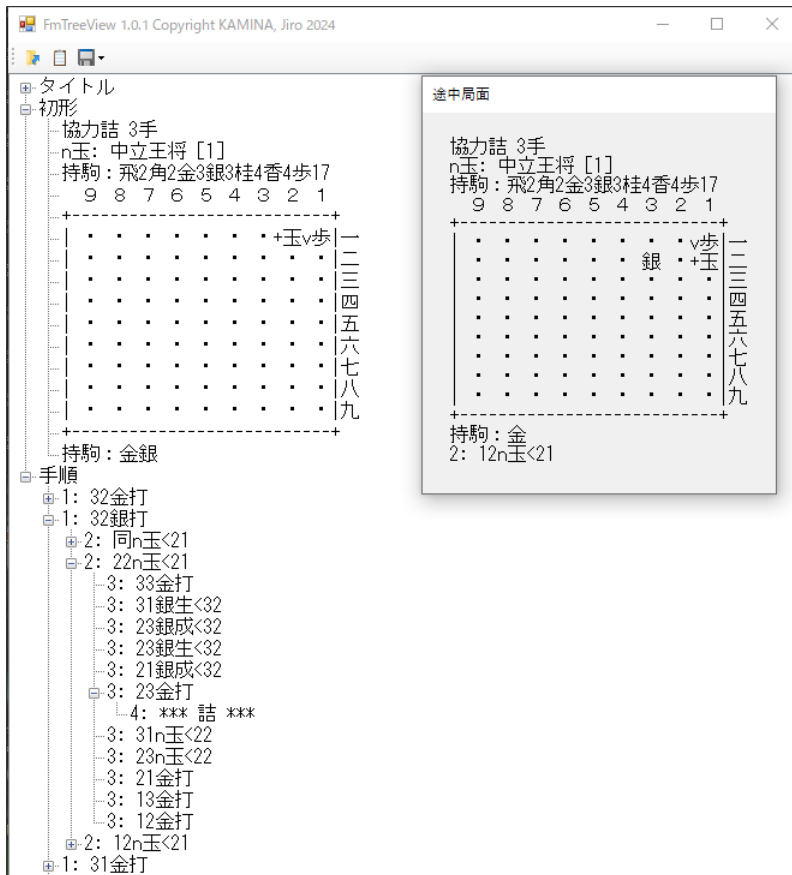 FmTreeView 1.0.1 Copyright KAMINA, Jiro 2024
タイトル
初形
協力詰 3手
n玉: 中立王将 [1]
持駒：飛2角2金3銀3桂4香4歩17
９ ８ ７ ６ ５ ４ ３ ２ １
+---------------------------+
| ・ ・ ・ ・ ・ ・ ・+玉v歩|一
| ・ ・ ・ ・ ・ ・ ・ ・ ・|二
| ・ ・ ・ ・ ・ ・ ・ ・ ・|三
| ・ ・ ・ ・ ・ ・ ・ ・ ・|四
| ・ ・ ・ ・ ・ ・ ・ ・ ・|五
| ・ ・ ・ ・ ・ ・ ・ ・ ・|六
| ・ ・ ・ ・ ・ ・ ・ ・ ・|七
| ・ ・ ・ ・ ・ ・ ・ ・ ・|八
| ・ ・ ・ ・ ・ ・ ・ ・ ・|九
+---------------------------+
持駒：金銀
手順
1: 32金打
1: 32銀打
2: 同n玉<21
2: 22n玉<21
3: 33金打
3: 31銀生<32
3: 23銀成<32
3: 23銀生<32
3: 21銀成<32
3: 23金打
4: *** 詰 ***
3: 31n玉<22
3: 23n玉<22
3: 21金打
3: 13金打
3: 12金打
2: 12n玉<21
1: 31金打
途中局面
協力詰 3手
n玉: 中立王将 [1]
持駒：飛2角2金3銀3桂4香4歩17
９ ８ ７ ６ ５ ４ ３ ２ １
+---------------------------+
| ・ ・ ・ ・ ・ ・ ・ ・v歩|一
| ・ ・ ・ ・ ・ ・ 銀 ・+玉|二
| ・ ・ ・ ・ ・ ・ ・ ・ ・|三
| ・ ・ ・ ・ ・ ・ ・ ・ ・|四
| ・ ・ ・ ・ ・ ・ ・ ・ ・|五
| ・ ・ ・ ・ ・ ・ ・ ・ ・|六
| ・ ・ ・ ・ ・ ・ ・ ・ ・|七
| ・ ・ ・ ・ ・ ・ ・ ・ ・|八
| ・ ・ ・ ・ ・ ・ ・ ・ ・|九
+---------------------------+
持駒：金
2: 12n玉<21